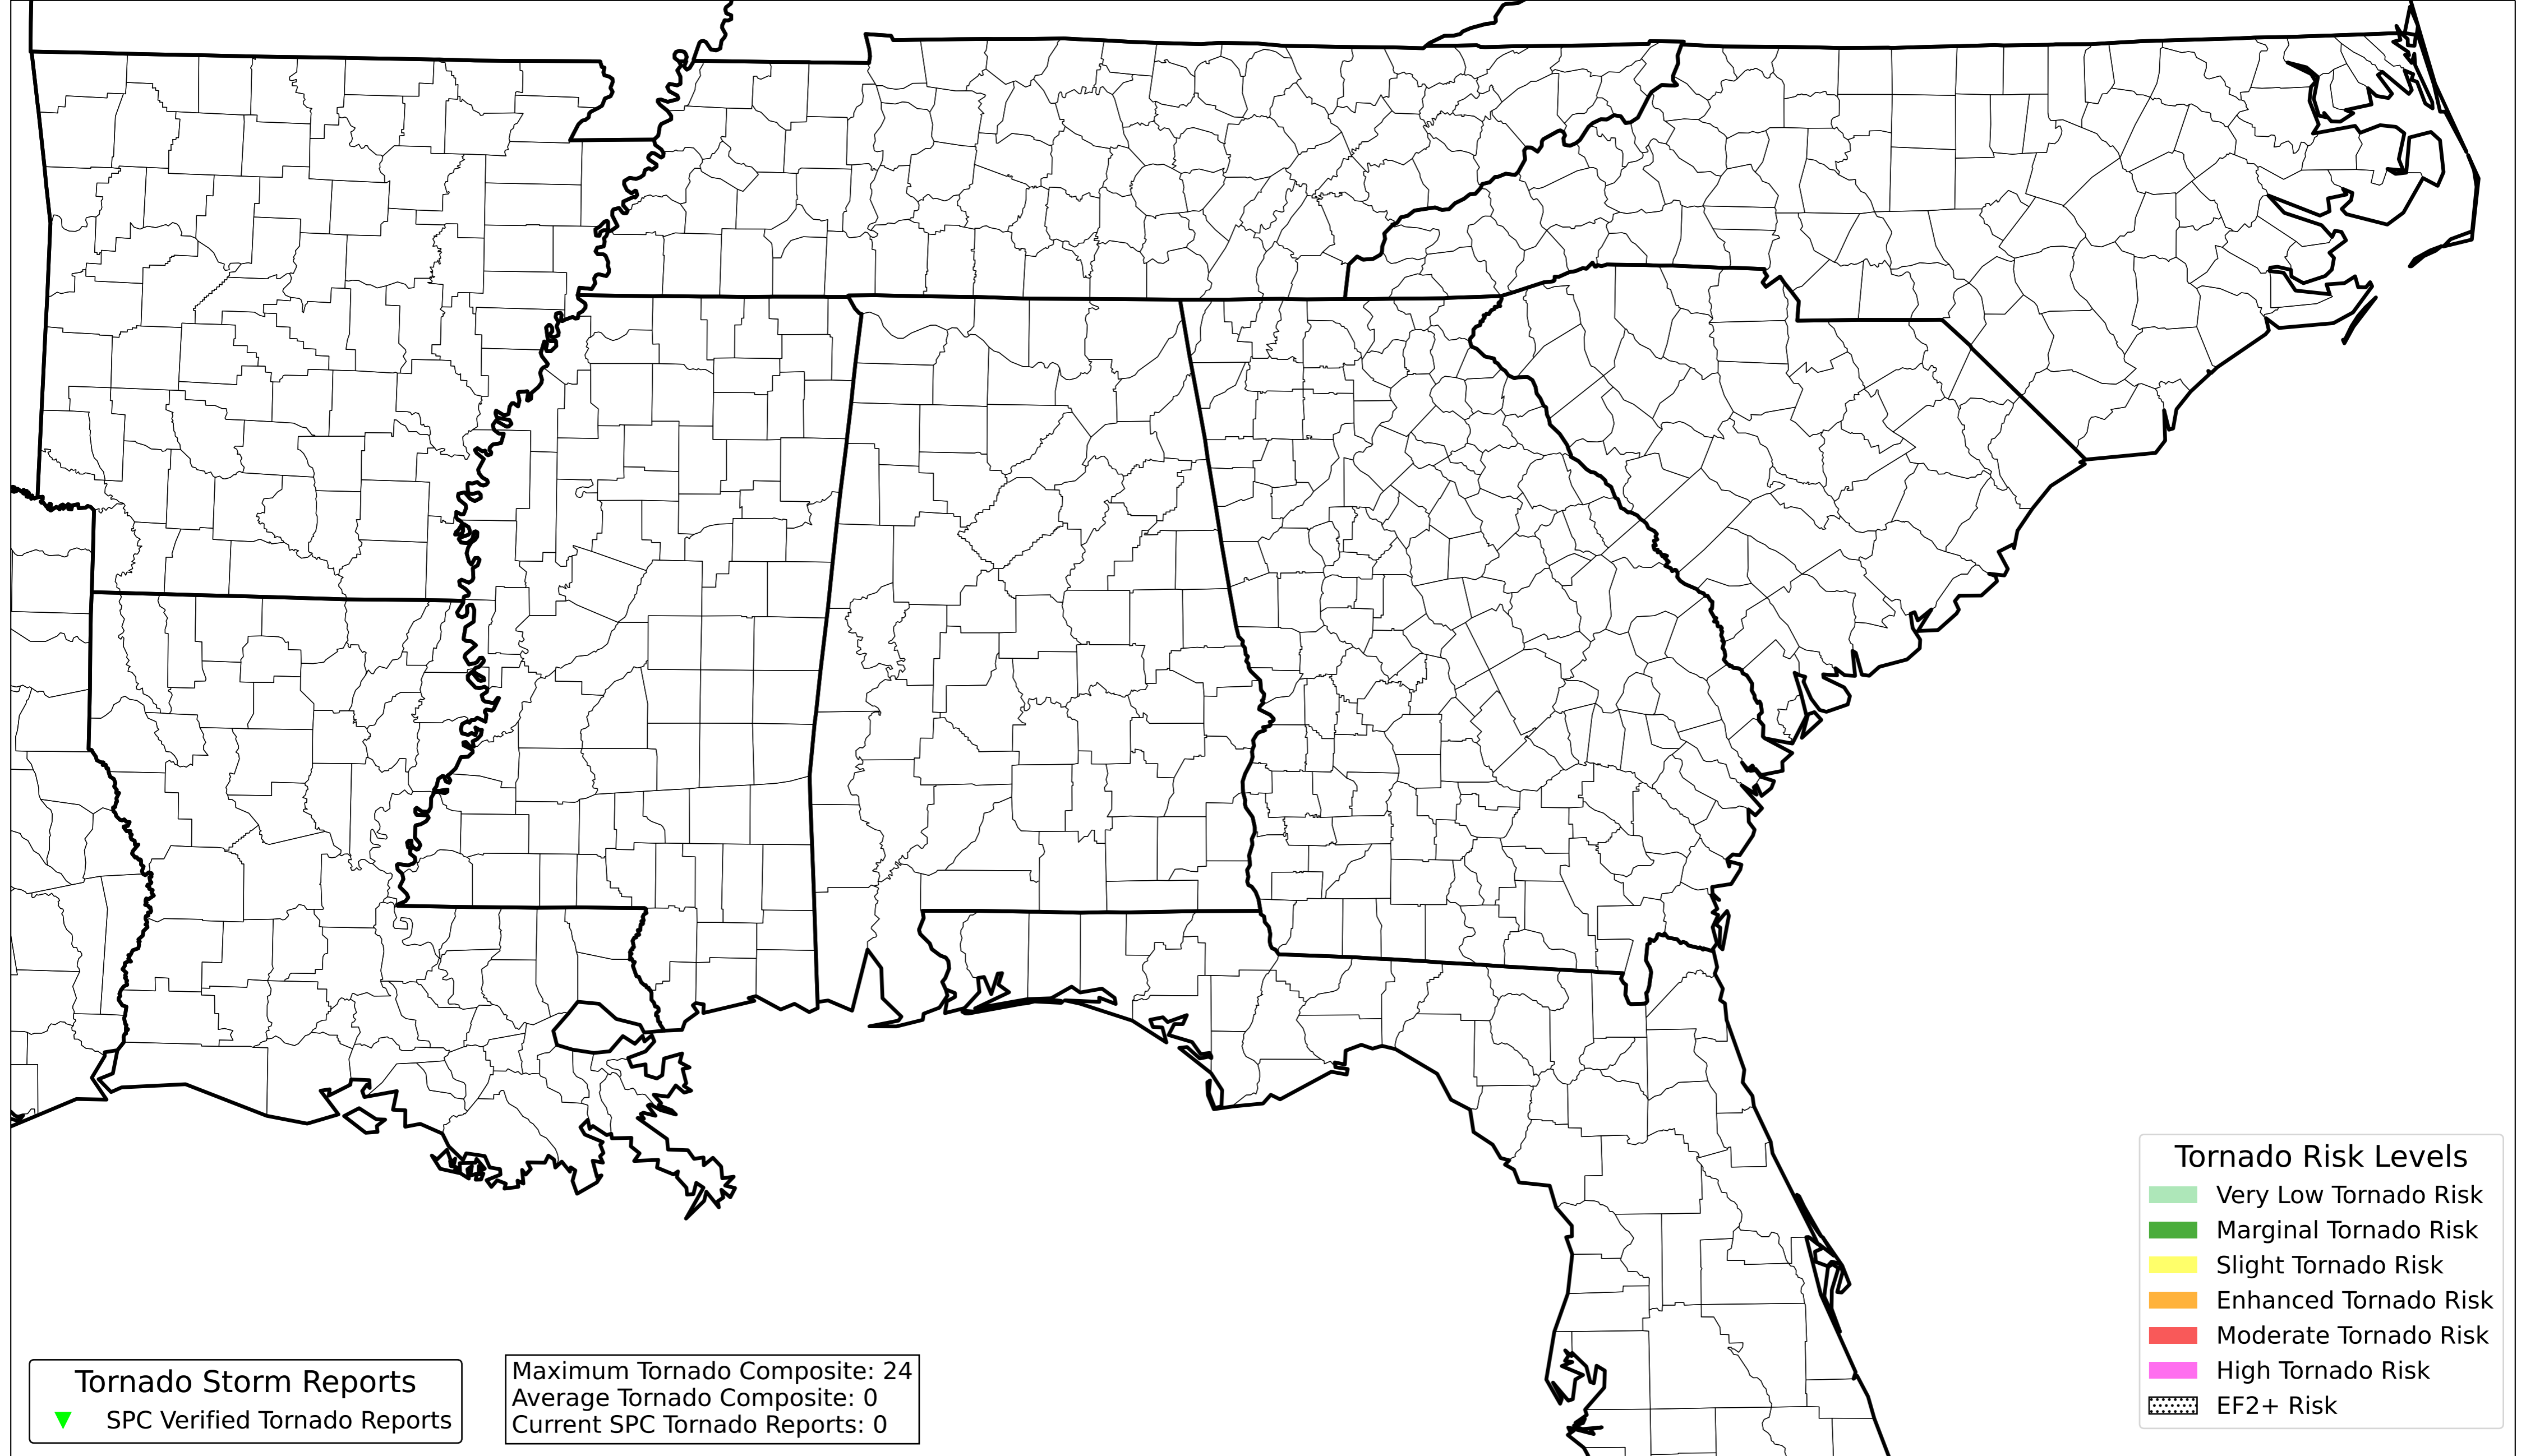 Tornado Storm Reports
SPC Verified Tornado Reports
Maximum Tornado Composite: 24
Average Tornado Composite: 0
Current SPC Tornado Reports: 0
Tornado Risk Levels
Very Low Tornado Risk
Marginal Tornado Risk
Slight Tornado Risk
Enhanced Tornado Risk
Moderate Tornado Risk
High Tornado Risk
EF2+ Risk